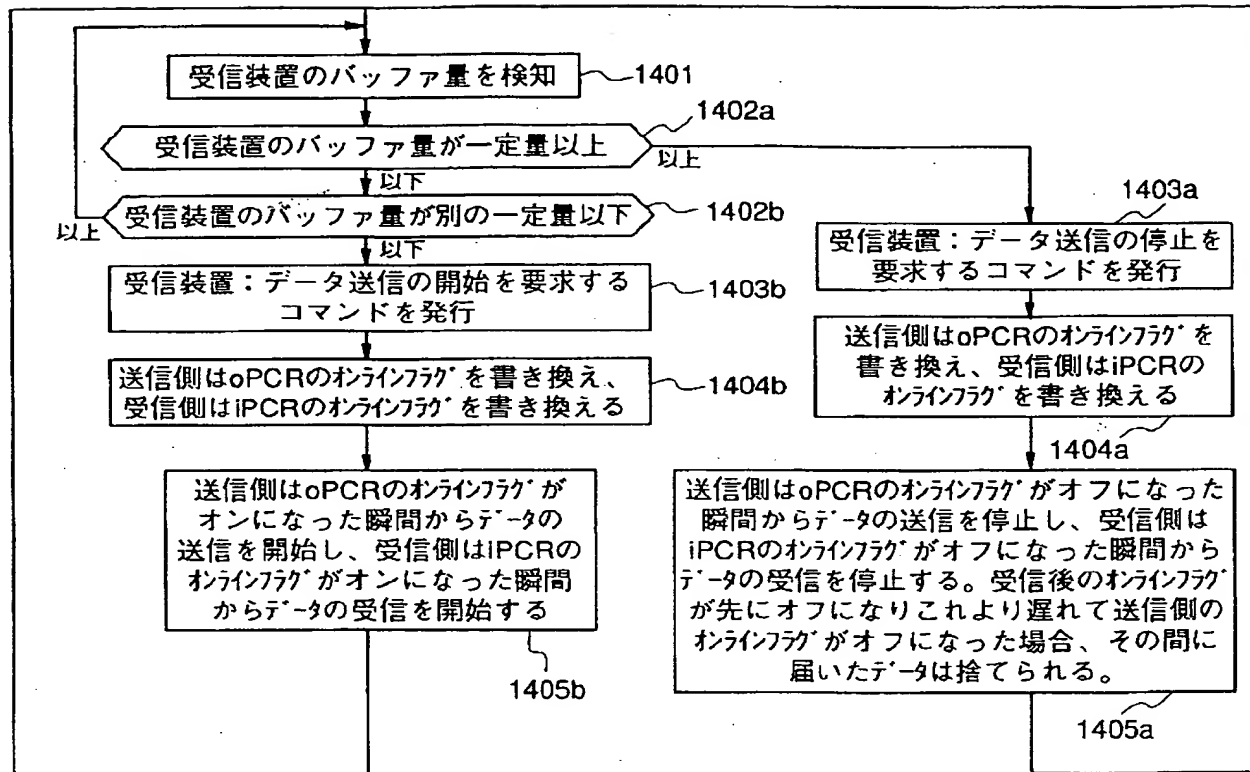 受信装置のバッファ量を検知
1401
1402a
受信装置のバッファ量が一定量以上
以上
以下
受信装置のバッファ量が別の一定量以下
1402b
以上
以下
受信装置：データ送信の開始を要求する
コマンドを発行
1403b
送信側はoPCRのオンラインフラグを書き換え、
受信側はiPCRのオンラインフラグを書き換える
1404b
送信側はoPCRのオンラインフラグが
オンになった瞬間からデータの
送信を開始し、受信側はiPCRの
オンラインフラグがオンになった瞬間
からデータの受信を開始する
1405b
1403a
受信装置：データ送信の停止を
要求するコマンドを発行
送信側はoPCRのオンラインフラグを
書き換え、受信側はiPCRの
オンラインフラグを書き換える
1404a
送信側はoPCRのオンラインフラグがオフになった
瞬間からデータの送信を停止し、受信側は
iPCRのオンラインフラグがオフになった瞬間から
データの受信を停止する。受信後のオンラインフラグ
が先にオフになりこれより遅れて送信側の
オンラインフラグがオフになった場合、その間に
届いたデータは捨てられる。
1405a